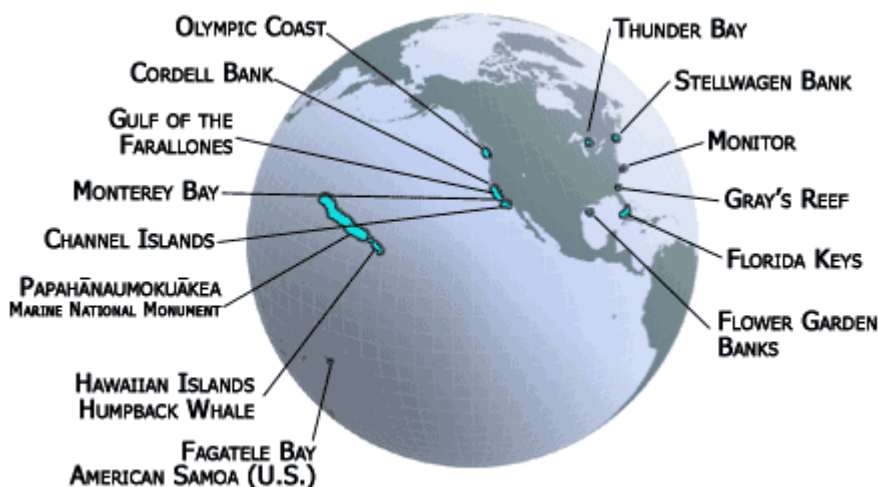 Olympic Coast
Cordell Bank
Gulf of the
Farallones
Monterey Bay
Channel Islands
Papahānaumokuākea
Marine National Monument
Hawaiian Islands
Humpback Whale
Fagatele Bay
American Samoa (U.S.)
Thunder Bay
Stellwagen Bank
Monitor
Gray's Reef
Florida Keys
Flower Garden
Banks